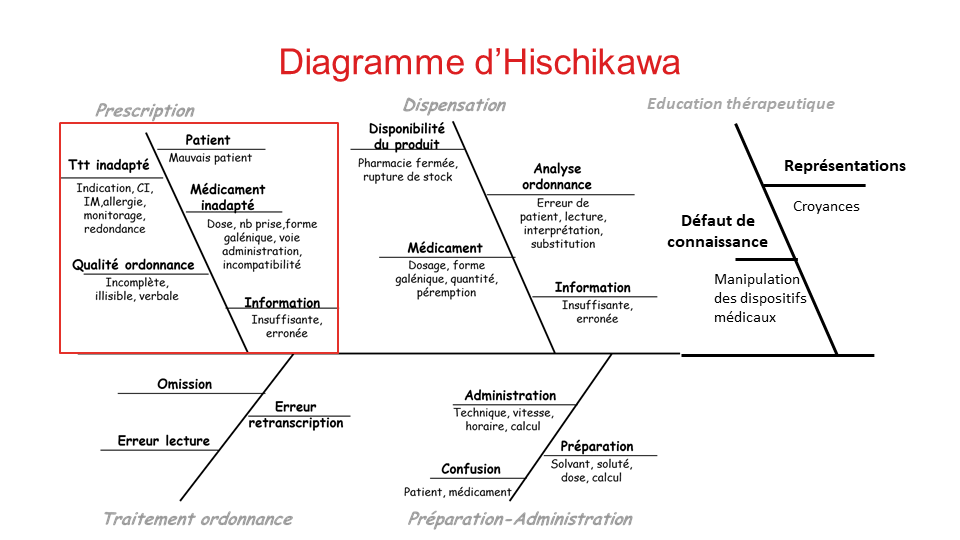 Diagramme d’Hischikawa
Prescription
Patient
Mauvais patient
Ttt inadapté
Indication, CI,
IM,allergie,
monitorage,
redondance
Médicament
inadapté
Dose, nb prise,forme
galénique, voie
administration,
incompatibilité
Qualité ordonnance
Incomplète,
illisible, verbale
Information
Insuffisante,
erronée
Dispensation
Disponibilité
du produit
Pharmacie fermée,
rupture de stock
Analyse
ordonnance
Erreur de
patient, lecture,
interprétation,
substitution
Médicament
Dosage, forme
galénique, quantité,
péremption
Information
Insuffisante,
erronée
Education thérapeutique
Représentations
Croyances
Défaut de
connaissance
Manipulation
des dispositifs
médicaux
Omission
Erreur
retranscription
Erreur lecture
Traitement ordonnance
Administration
Technique, vitesse,
horaire, calcul
Préparation
Solvant, soluté,
dose, calcul
Confusion
Patient, médicament
Préparation-Administration